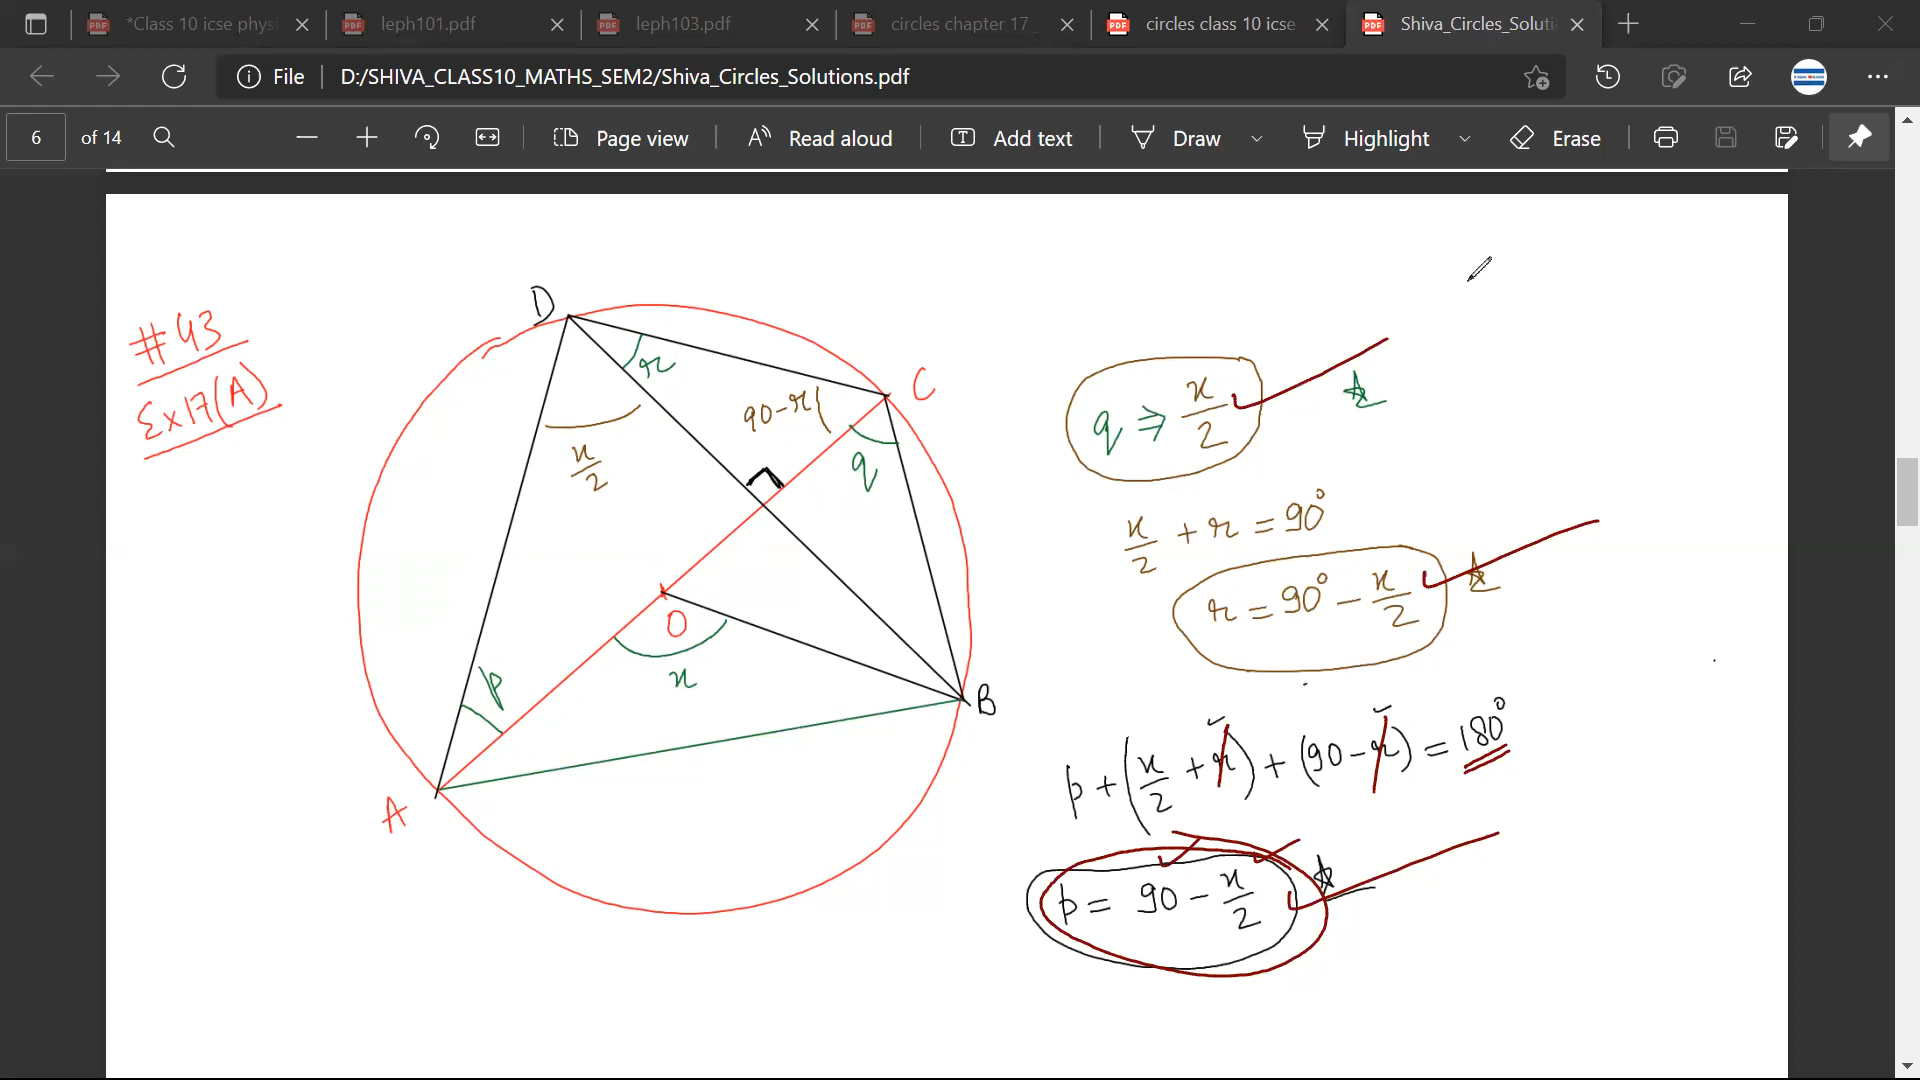 *Class 10 icse physi
leph101.pdf
leph103.pdf
circles chapter 17
circles class 10 icse
Shiva_Circles_Soluti
File
D:/SHIVA_CLASS10_MATHS_SEM2/Shiva_Circles_Solutions.pdf
6 of 14
Page view
Read aloud
Add text
Draw
Highlight
Erase
#43
Ex17(A)
D
r
C
90-r
x/2
q
O
x
p
B
A
q ⇒ x/2
x/2 + r = 90°
r = 90° - x/2
p + (x/2 + r) + (90 - r) = 180°
p = 90 - x/2